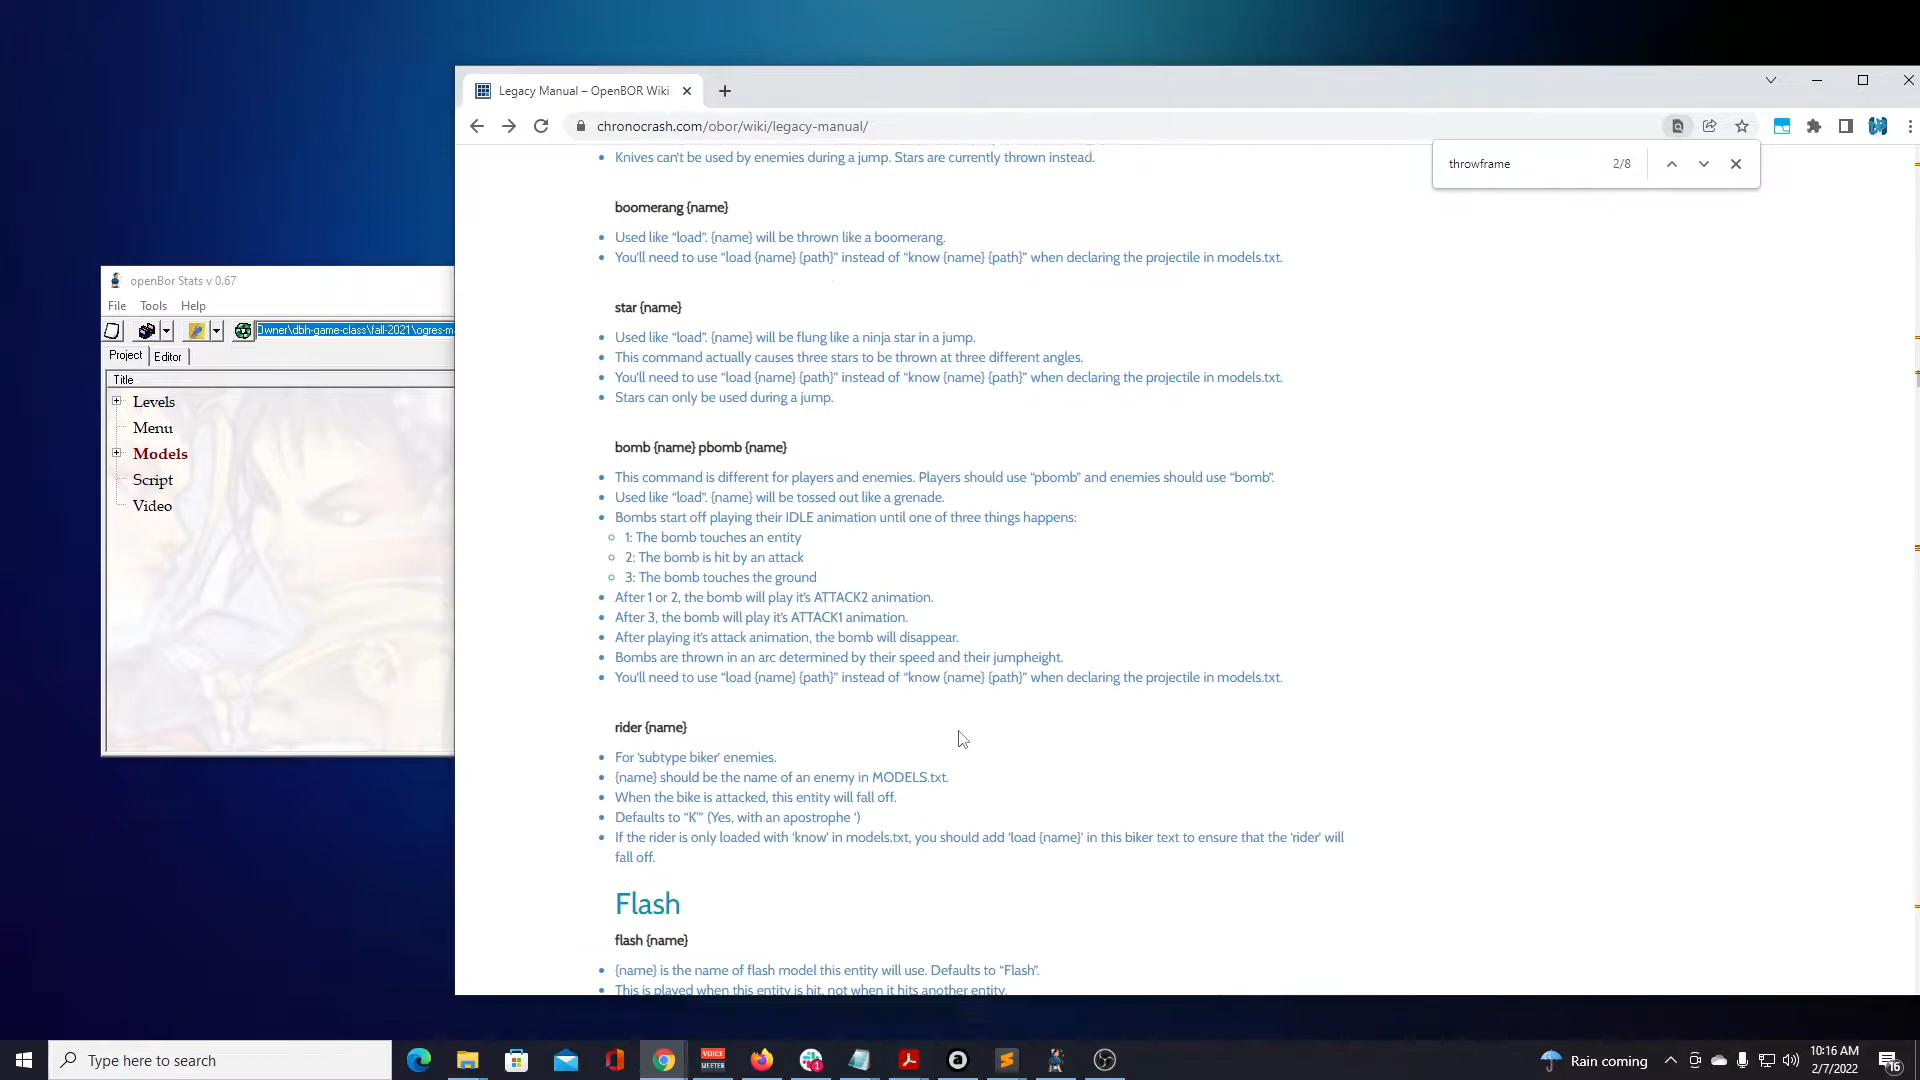 Legacy Manual – OpenBOR Wiki
chronocrash.com/obor/wiki/legacy-manual/
throwframe 2/8
Knives can't be used by enemies during a jump. Stars are currently thrown instead.
boomerang {name}
Used like “load”. {name} will be thrown like a boomerang.
You'll need to use “load {name} {path}” instead of “know {name} {path}” when declaring the projectile in models.txt.
star {name}
Used like “load”. {name} will be flung like a ninja star in a jump.
This command actually causes three stars to be thrown at three different angles.
You'll need to use “load {name} {path}” instead of “know {name} {path}” when declaring the projectile in models.txt.
Stars can only be used during a jump.
bomb {name} pbomb {name}
This command is different for players and enemies. Players should use “pbomb” and enemies should use “bomb”.
Used like “load”. {name} will be tossed out like a grenade.
Bombs start off playing their IDLE animation until one of three things happens:
1: The bomb touches an entity
2: The bomb is hit by an attack
3: The bomb touches the ground
After 1 or 2, the bomb will play it's ATTACK2 animation.
After 3, the bomb will play it's ATTACK1 animation.
After playing it's attack animation, the bomb will disappear.
Bombs are thrown in an arc determined by their speed and their jumpheight.
You'll need to use “load {name} {path}” instead of “know {name} {path}” when declaring the projectile in models.txt.
rider {name}
For ‘subtype biker’ enemies.
{name} should be the name of an enemy in MODELS.txt.
When the bike is attacked, this entity will fall off.
Defaults to “K'” (Yes, with an apostrophe ‘)
If the rider is only loaded with ‘know’ in models.txt, you should add ‘load {name}’ in this biker text to ensure that the ‘rider’ will
fall off.
Flash
flash {name}
{name} is the name of flash model this entity will use. Defaults to “Flash”.
This is played when this entity is hit, not when it hits another entity.
openBor Stats v 0.67
File Tools Help
Owner\dbh-game-class\fall-2021\ogres-m
Project Editor
Title
Levels
Menu
Models
Script
Video
Type here to search
VOICE
MEETER
Rain coming
10:16 AM
2/7/2022
16